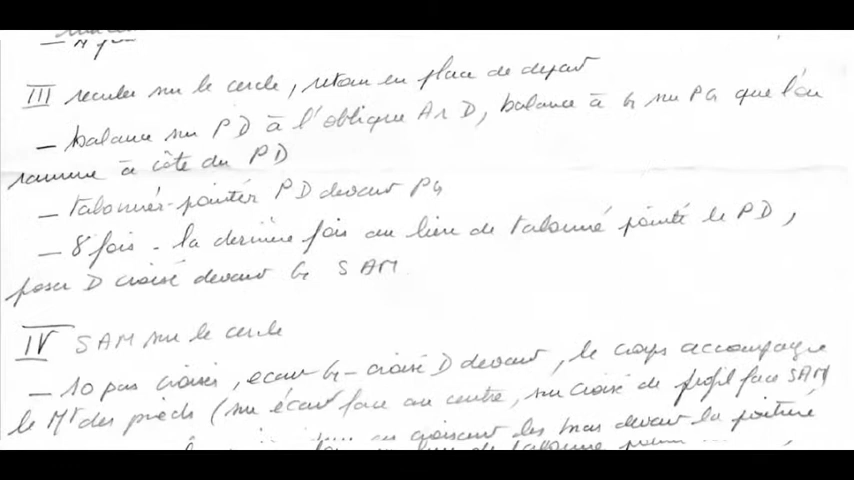 III reculer sur le cercle, retour en place de départ
- balance sur PD à l'oblique Ar D, balance à G sur PG que l'on
ramène à côté du PD
- talonner-pointer PD devant PG
- 8 fois - la dernière fois au lieu de talonné pointé le PD,
poser D croisé devant G SAM
IV SAM sur le cercle
- 10 pas croisés, écart G - croisé D devant, le corps accompagne
le Mt des pieds (sur écart face au centre, sur croisé de profil face SAM
en croisant les bras devant la poitrine